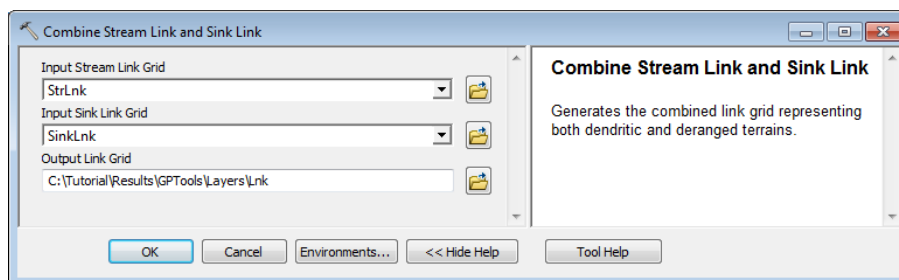 Combine Stream Link and Sink Link
Input Stream Link Grid
StrLnk
Input Sink Link Grid
SinkLnk
Output Link Grid
C:\Tutorial\Results\GPTools\Layers\Lnk
Combine Stream Link and Sink Link
Generates the combined link grid representing
both dendritic and deranged terrains.
OK
Cancel
Environments...
<< Hide Help
Tool Help